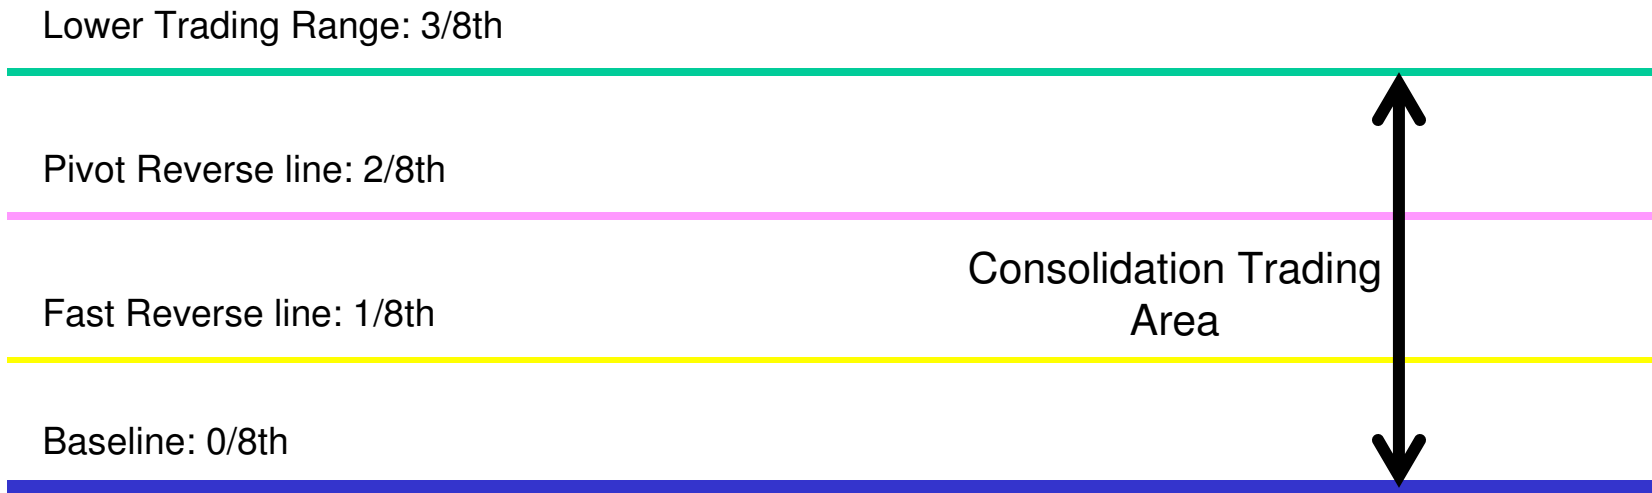 Lower Trading Range: 3/8th
Pivot Reverse line: 2/8th
Consolidation Trading
Area
Fast Reverse line: 1/8th
Baseline: 0/8th